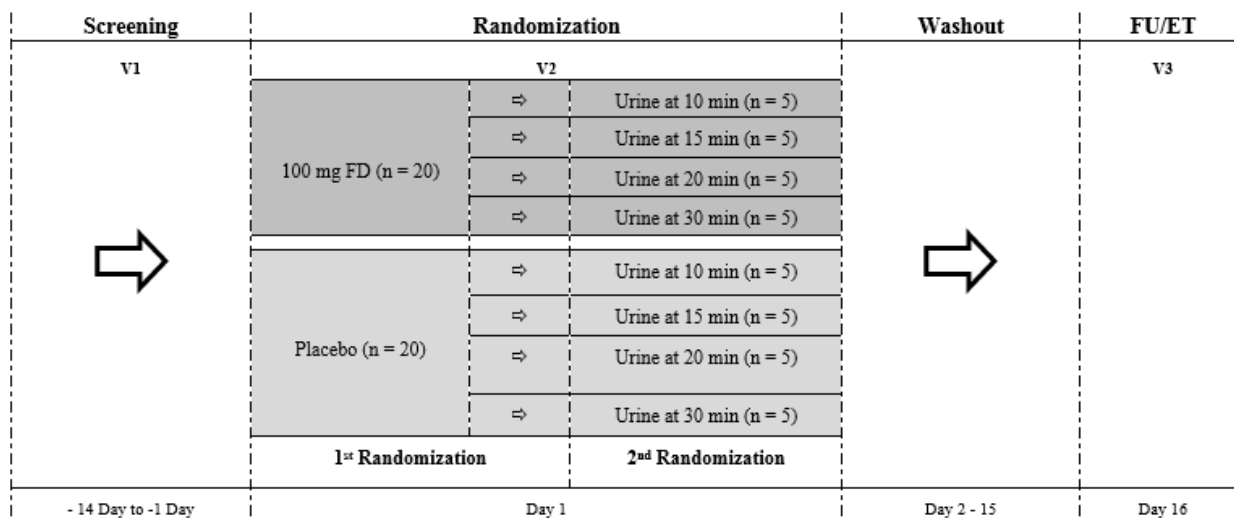 Screening Randomization Washout FU/ET
V1 V2 V3
⇨ Urine at 10 min (n = 5)
⇨ Urine at 15 min (n = 5)
100 mg FD (n = 20)
⇨ Urine at 20 min (n = 5)
⇨ Urine at 30 min (n = 5)
⇨ Urine at 10 min (n = 5)
⇨ Urine at 15 min (n = 5)
Placebo (n = 20) ⇨ Urine at 20 min (n = 5)
⇨ Urine at 30 min (n = 5)
1st Randomization 2nd Randomization
- 14 Day to -1 Day Day 1 Day 2 - 15 Day 16